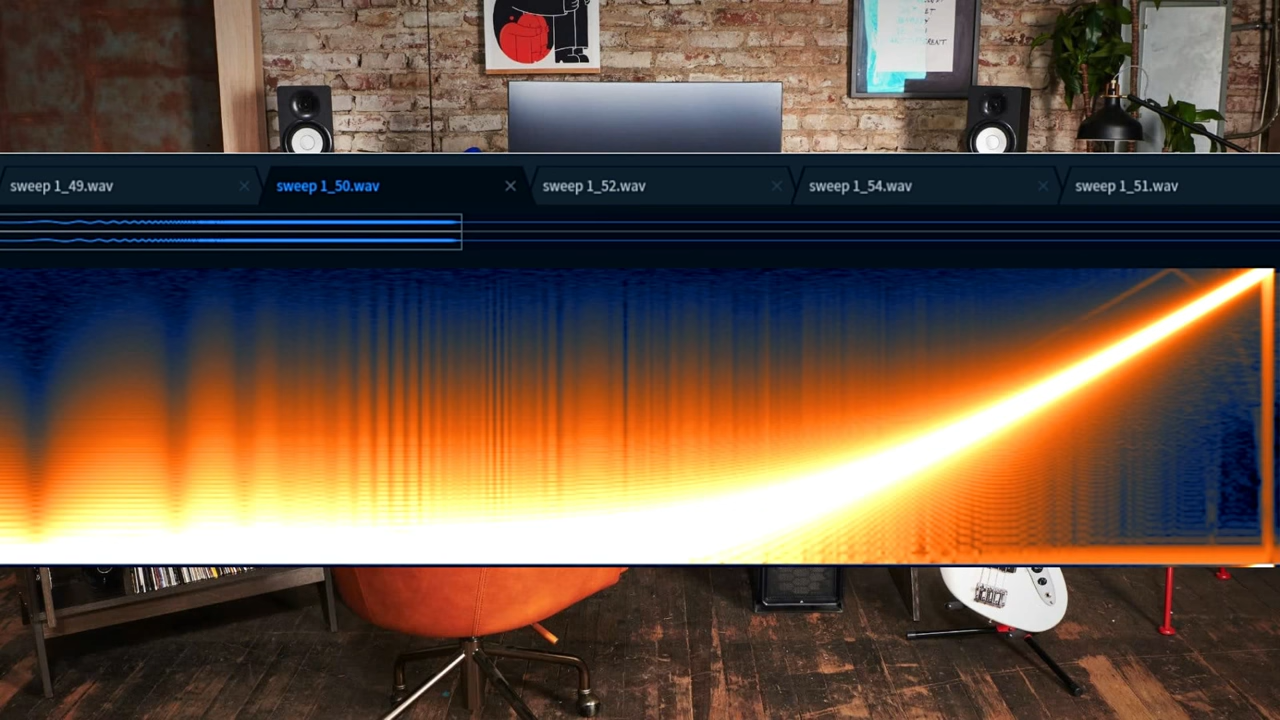 sweep 1_49.wav
sweep 1_50.wav
sweep 1_52.wav
sweep 1_54.wav
sweep 1_51.wav